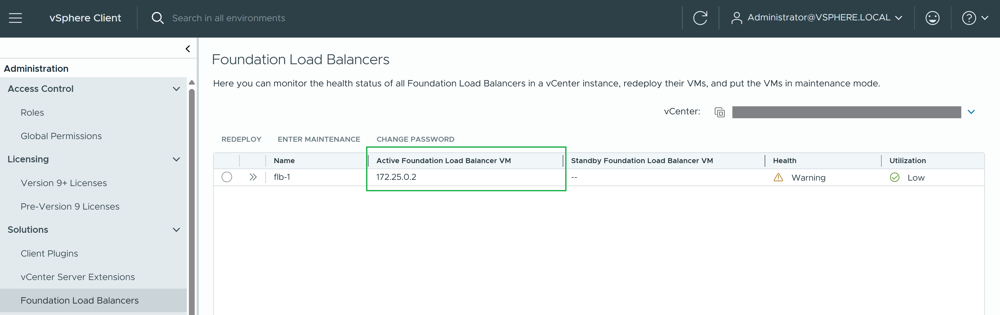 vSphere Client
Search in all environments
Administrator@VSPHERE.LOCAL
Administration
Access Control
Roles
Global Permissions
Licensing
Version 9+ Licenses
Pre-Version 9 Licenses
Solutions
Client Plugins
vCenter Server Extensions
Foundation Load Balancers
Foundation Load Balancers
Here you can monitor the health status of all Foundation Load Balancers in a vCenter instance, redeploy their VMs, and put the VMs in maintenance mode.
vCenter:
REDEPLOY ENTER MAINTENANCE CHANGE PASSWORD
Name Active Foundation Load Balancer VM Standby Foundation Load Balancer VM Health Utilization
flb-1 172.25.0.2 -- Warning Low